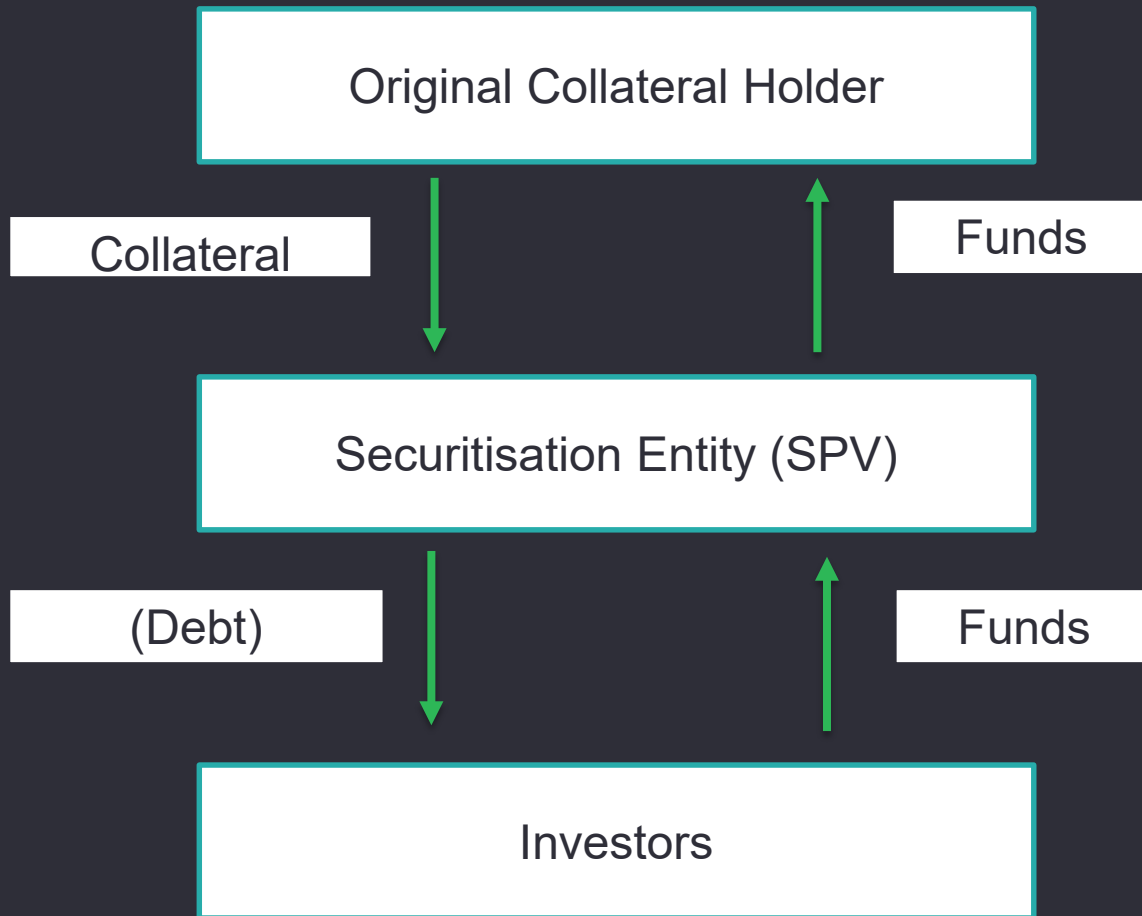 Original Collateral Holder
Collateral
Funds
Securitisation Entity (SPV)
(Debt)
Funds
Investors